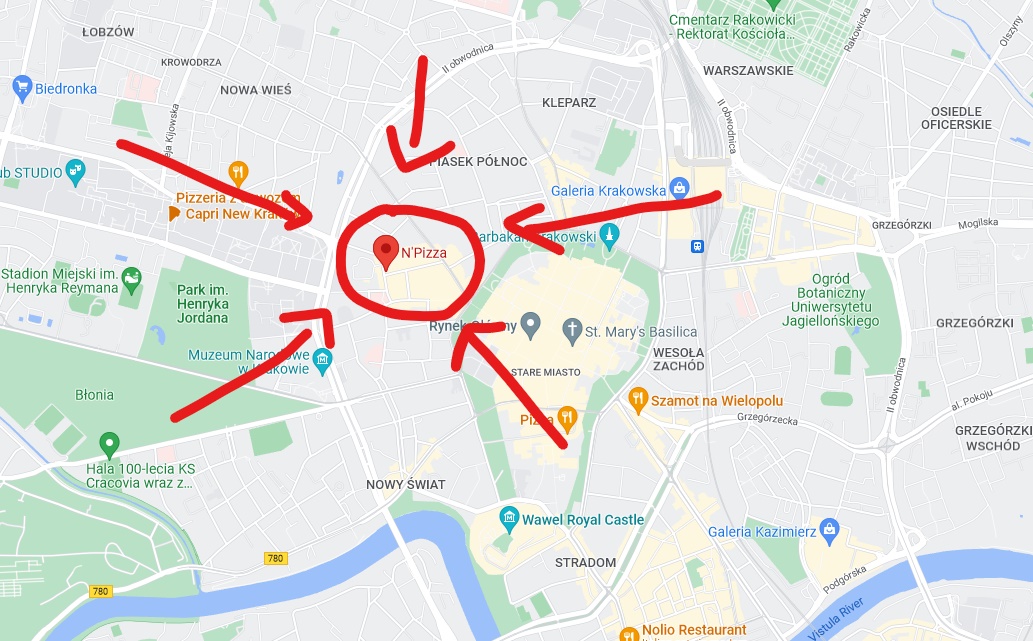 ŁOBZÓW
KROWODRZA
Biedronka
NOWA WIEŚ
II obwodnica
KLEPARZ
Cmentarz Rakowicki
- Rektorat Kościoła...
Rakowicka
Olszyny
WARSZAWSKIE
II obwodnica
OSIEDLE
OFICERSKIE
eja Kijowska
ub STUDIO
Pizzeria z
Capri New
PIASEK PÓŁNOC
Galeria Krakowska
arbakan
krakowski
GRZEGÓRZKI
Mogilska
N'Pizza
Stadion Miejski im.
Henryka Reymana
Park im.
Henryka
Jordana
Ogród
Botaniczny
Uniwersytetu
Jagiellońskiego
GRZEGÓRZKI
Rynek Główny
St. Mary's Basilica
Muzeum Narodowe
w Krakowie
STARE MIASTO
WESOŁA
ZACHÓD
Błonia
Szamot na Wielopolu
Pizza
Grzegórzecka
II obwodnica
al. Pokoju
GRZEGÓRZKI
WSCHÓD
Hala 100-lecia KS
Cracovia wraz z...
NOWY ŚWIAT
Wawel Royal Castle
Galeria Kazimierz
780
STRADOM
780
Podgórska
Vistula River
Nolio Restaurant